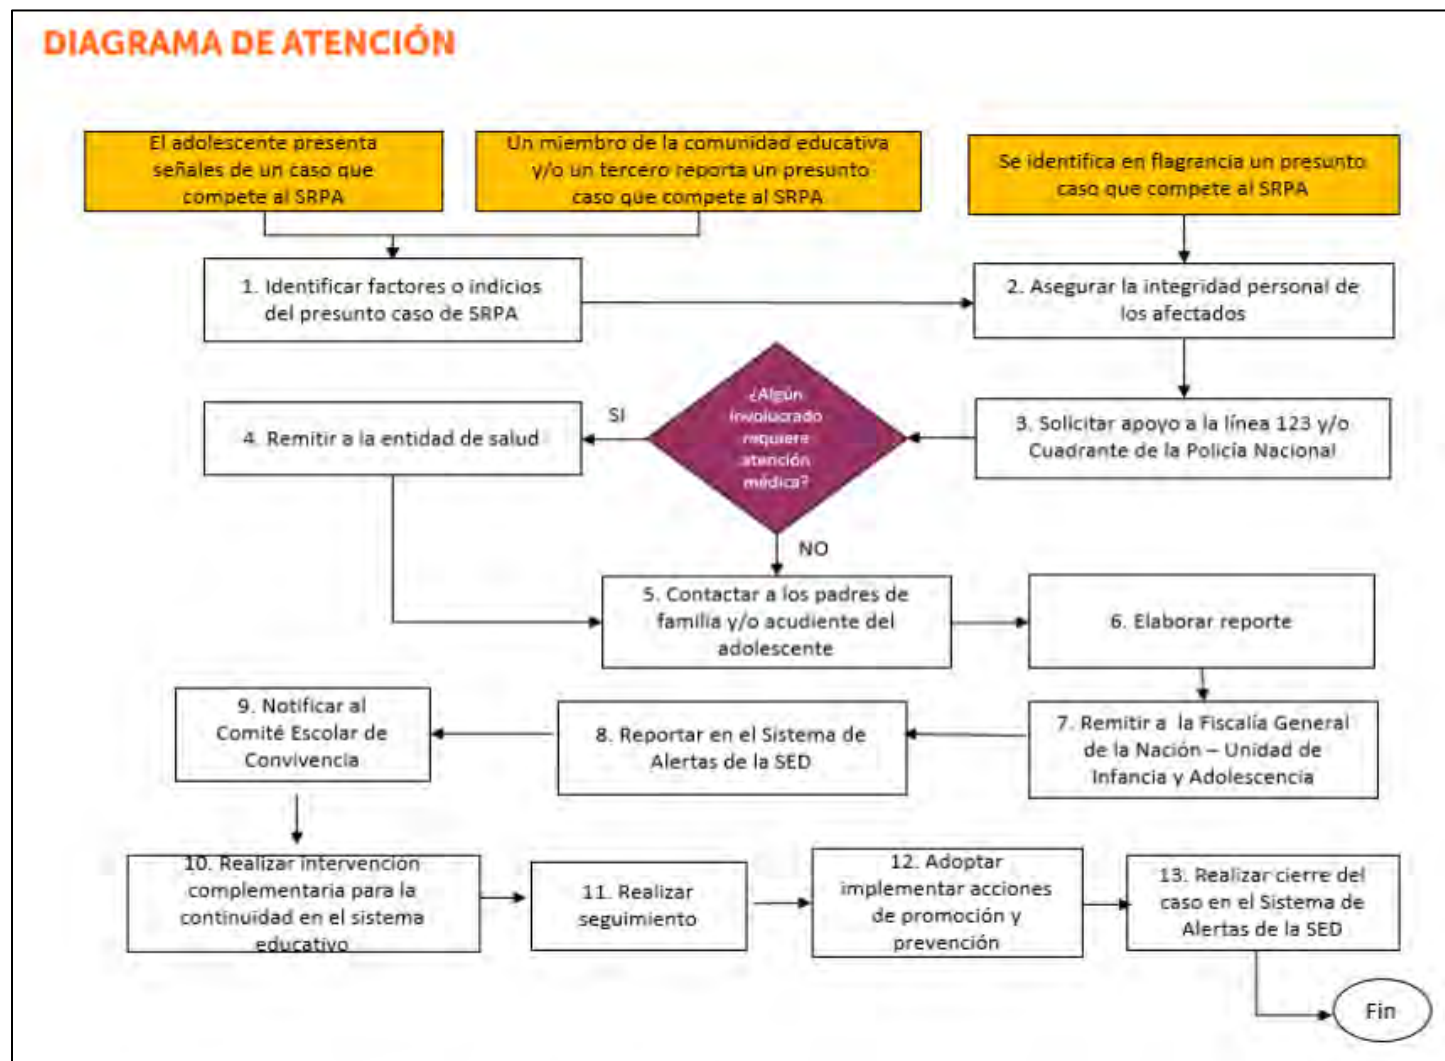 DIAGRAMA DE ATENCIÓN
El adolescente presenta
señales de un caso que
compete al SRPA
Un miembro de la comunidad educativa
y/o un tercero reporta un presunto
caso que compete al SRPA
Se identifica en flagrancia un presunto
caso que compete al SRPA
1. Identificar factores o indicios
del presunto caso de SRPA
2. Asegurar la integridad personal de
los afectados
¿Algún
involucrado
requiere
atención
médica?
SI
4. Remitir a la entidad de salud
3. Solicitar apoyo a la línea 123 y/o
Cuadrante de la Policía Nacional
NO
5. Contactar a los padres de
familia y/o acudiente del
adolescente
6. Elaborar reporte
9. Notificar al
Comité Escolar de
Convivencia
8. Reportar en el Sistema de
Alertas de la SED
7. Remitir a la Fiscalía General
de la Nación – Unidad de
Infancia y Adolescencia
10. Realizar intervención
complementaria para la
continuidad en el sistema
educativo
11. Realizar
seguimiento
12. Adoptar
implementar acciones
de promoción y
prevención
13. Realizar cierre del
caso en el Sistema de
Alertas de la SED
Fin